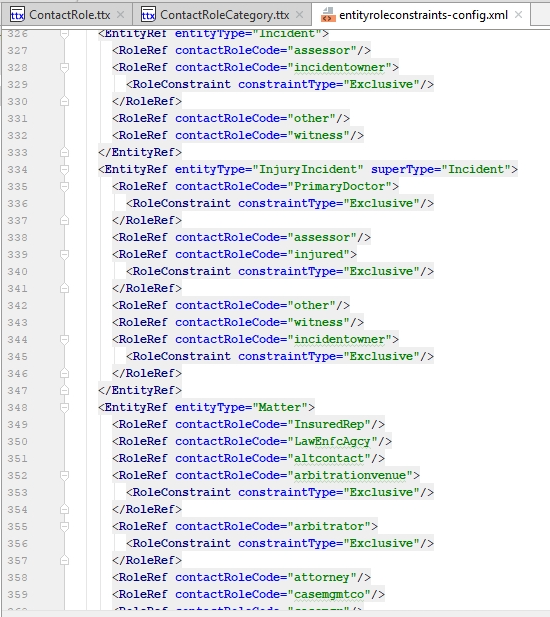 ContactRole.ttx ContactRoleCategory.ttx entityroleconstraints-config.xml
326 <EntityRef entityType="Incident">
327 <RoleRef contactRoleCode="assessor"/>
328 <RoleRef contactRoleCode="incidentowner">
329 <RoleConstraint constraintType="Exclusive"/>
330 </RoleRef>
331 <RoleRef contactRoleCode="other"/>
332 <RoleRef contactRoleCode="witness"/>
333 </EntityRef>
334 <EntityRef entityType="InjuryIncident" superType="Incident">
335 <RoleRef contactRoleCode="PrimaryDoctor">
336 <RoleConstraint constraintType="Exclusive"/>
337 </RoleRef>
338 <RoleRef contactRoleCode="assessor"/>
339 <RoleRef contactRoleCode="injured">
340 <RoleConstraint constraintType="Exclusive"/>
341 </RoleRef>
342 <RoleRef contactRoleCode="other"/>
343 <RoleRef contactRoleCode="witness"/>
344 <RoleRef contactRoleCode="incidentowner">
345 <RoleConstraint constraintType="Exclusive"/>
346 </RoleRef>
347 </EntityRef>
348 <EntityRef entityType="Matter">
349 <RoleRef contactRoleCode="InsuredRep"/>
350 <RoleRef contactRoleCode="LawEnfcAgcy"/>
351 <RoleRef contactRoleCode="altcontact"/>
352 <RoleRef contactRoleCode="arbitrationvenue">
353 <RoleConstraint constraintType="Exclusive"/>
354 </RoleRef>
355 <RoleRef contactRoleCode="arbitrator">
356 <RoleConstraint constraintType="Exclusive"/>
357 </RoleRef>
358 <RoleRef contactRoleCode="attorney"/>
359 <RoleRef contactRoleCode="casemgmtco"/>